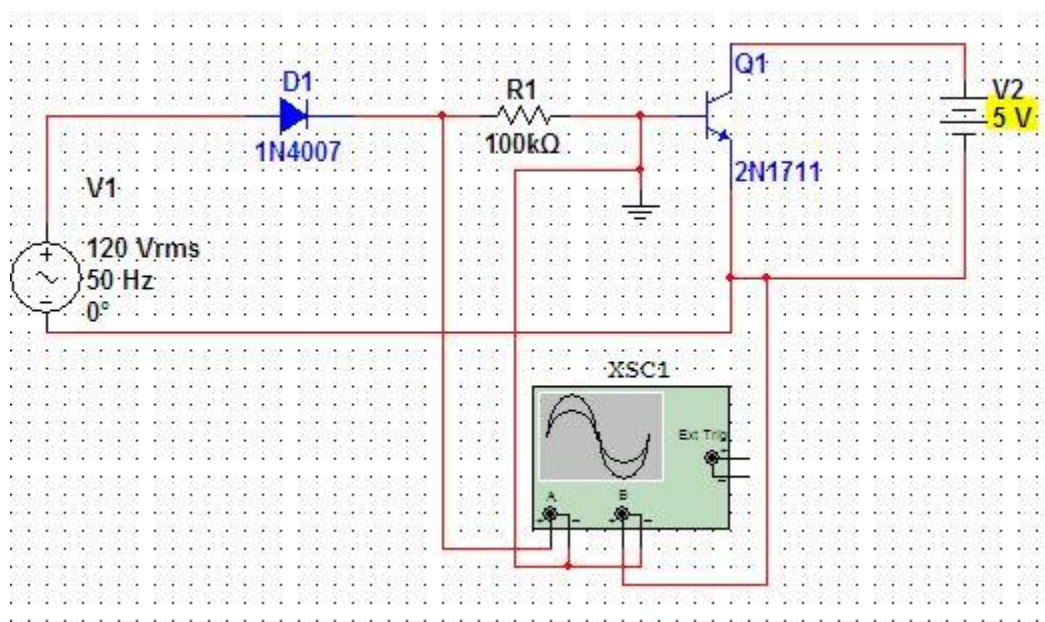 Q1
D1
R1
V2
5 V
100kΩ
1N4007
2N1711
V1
120 Vrms
50 Hz
0°
XSC1
Ext Trig
A
B